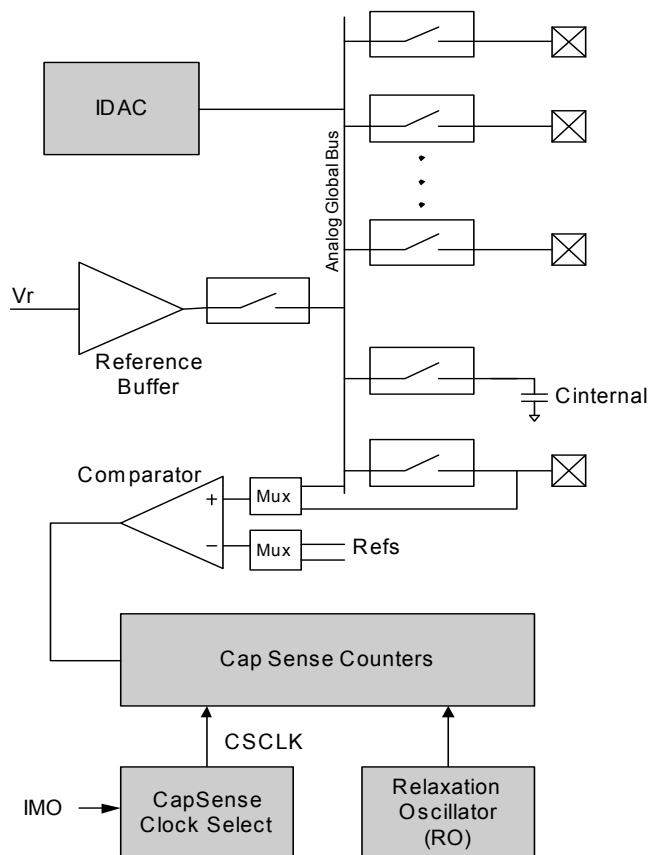 IDAC
Analog Global Bus
Vr
Reference
Buffer
Cinternal
Comparator
+
Mux
−
Mux
Refs
Cap Sense Counters
CSCLK
IMO
CapSense
Clock Select
Relaxation
Oscillator
(RO)